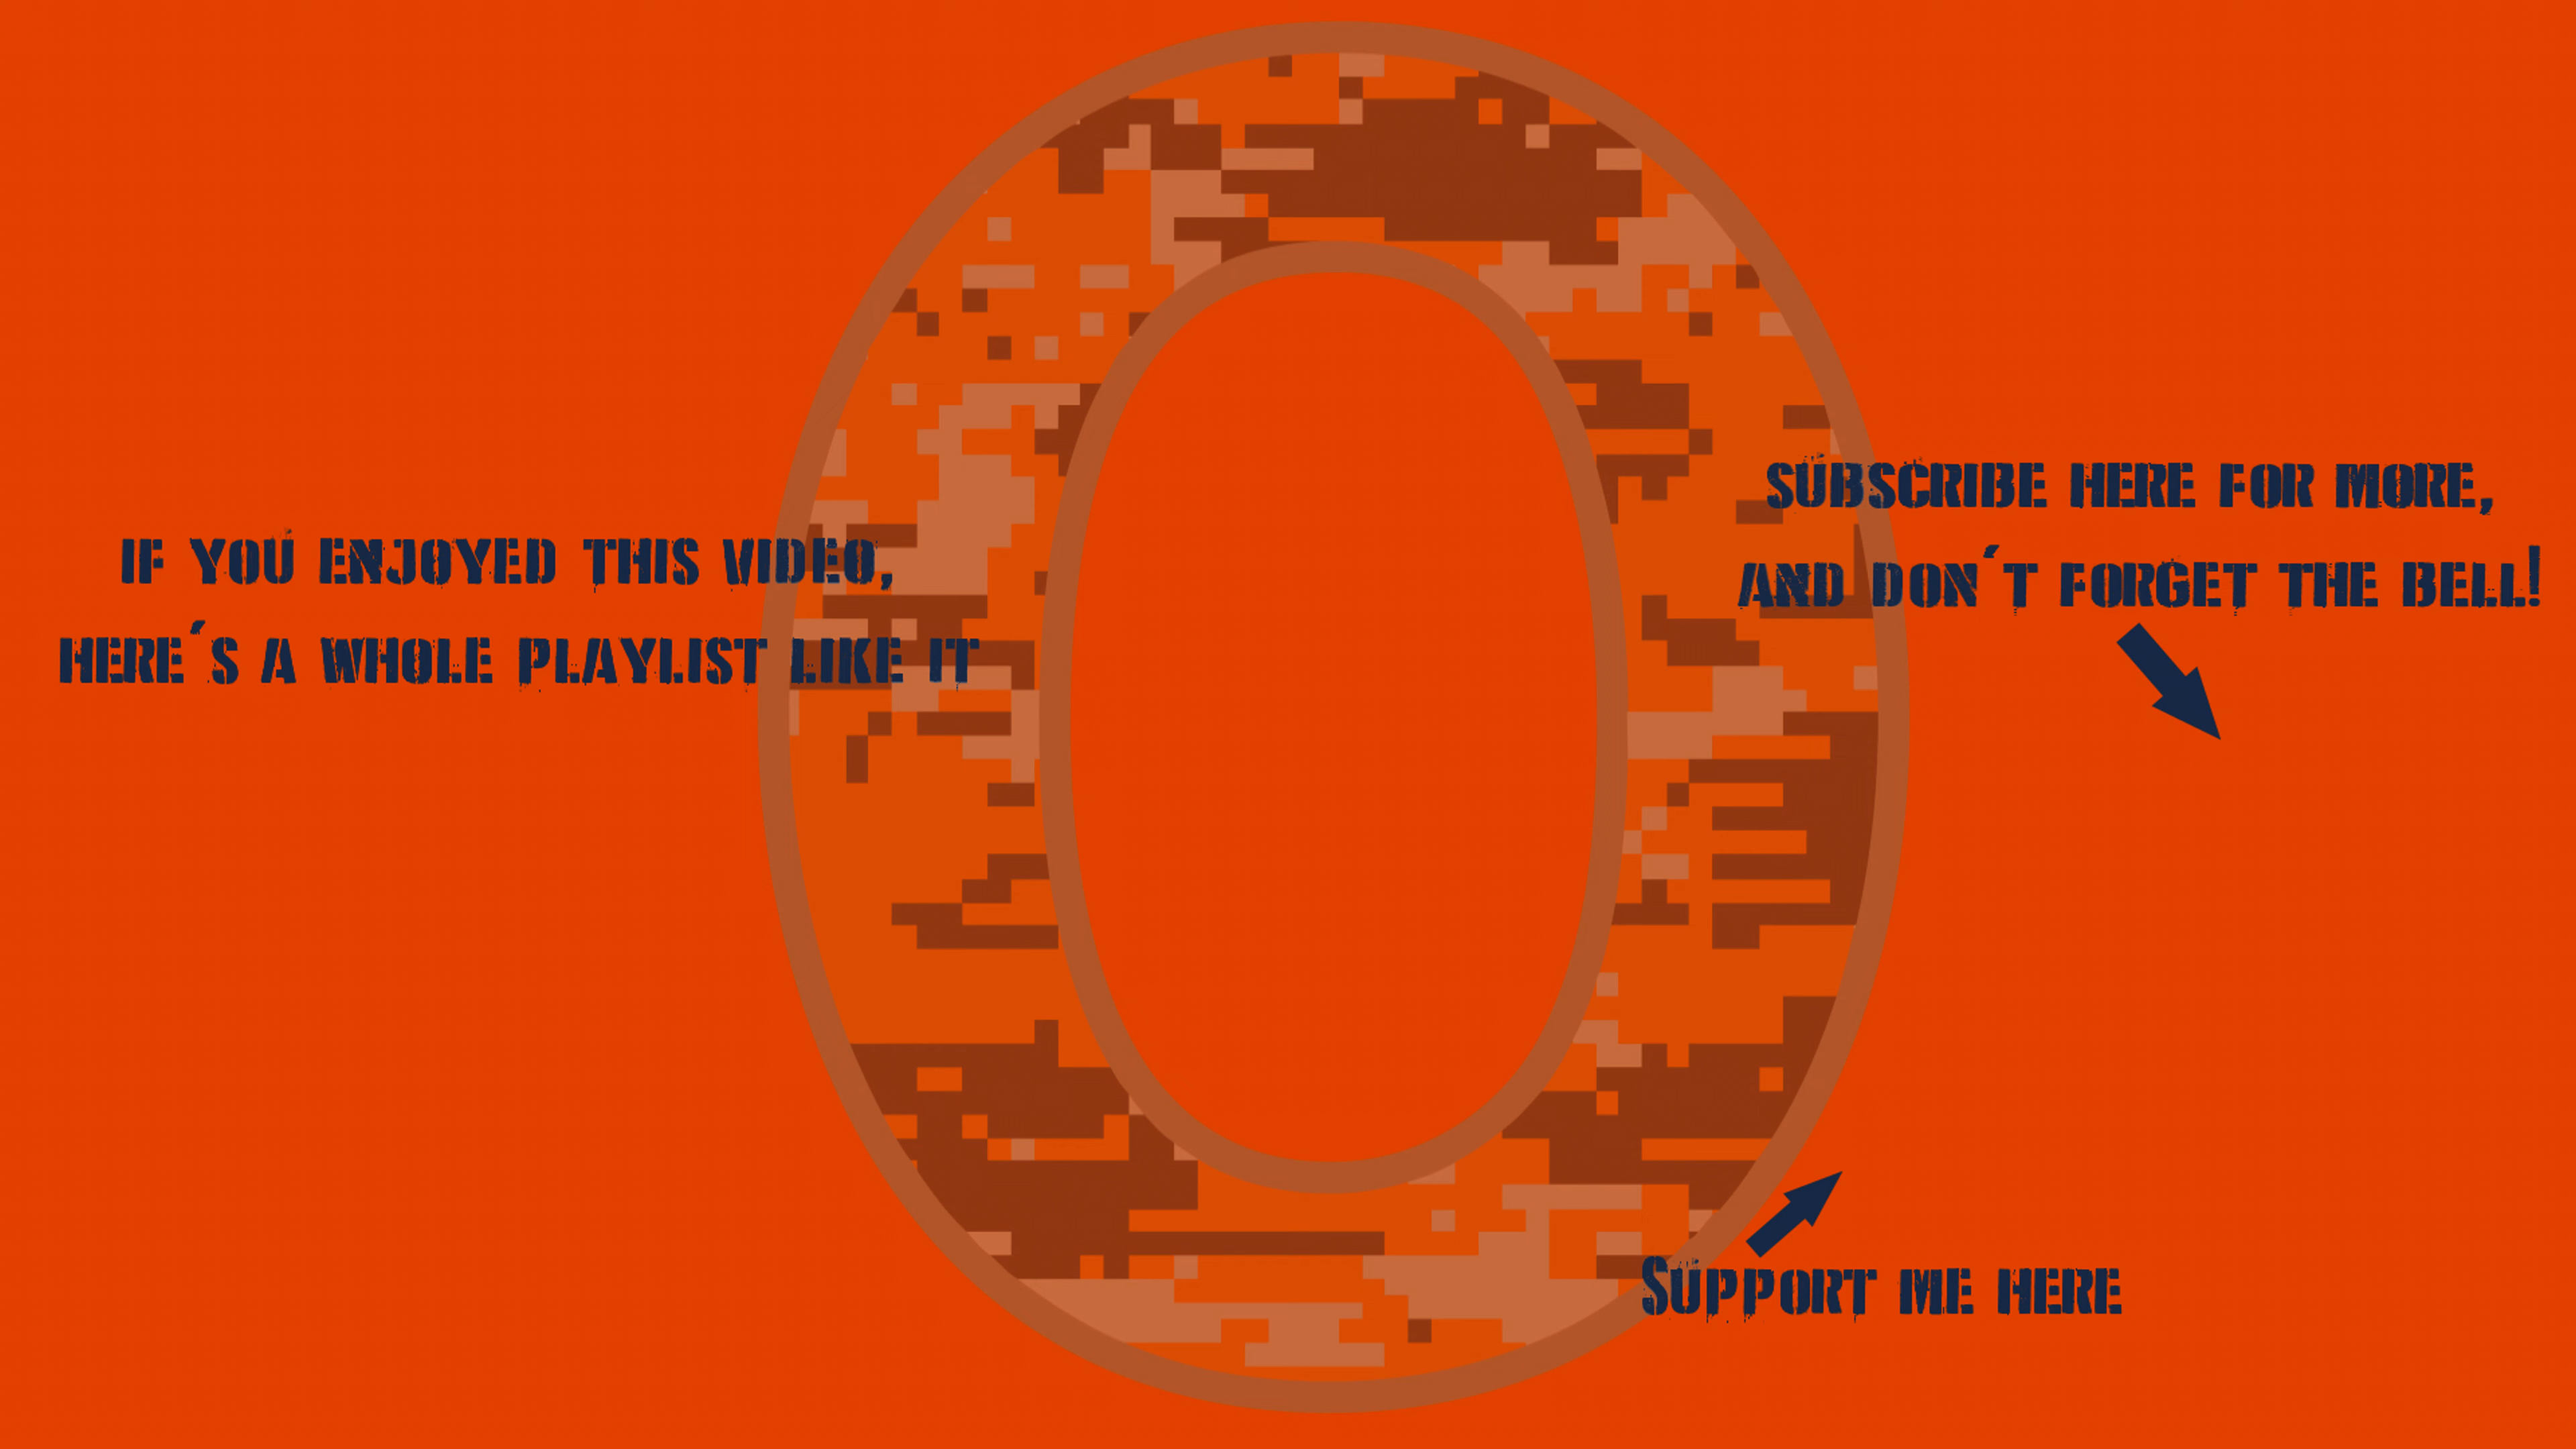 IF YOU ENJOYED THIS VIDEO,
HERE´S A WHOLE PLAYLIST LIKE IT
SUBSCRIBE HERE FOR MORE,
AND DON´T FORGET THE BELL!
SUPPORT ME HERE
O